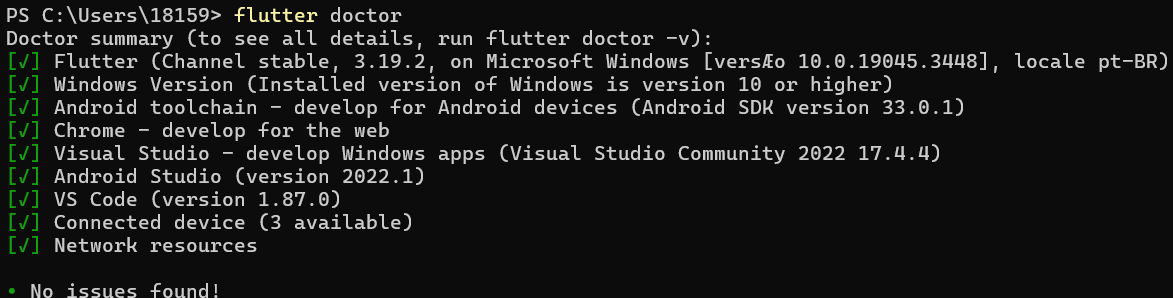 PS C:\Users\18159> flutter doctor
Doctor summary (to see all details, run flutter doctor -v):
[√] Flutter (Channel stable, 3.19.2, on Microsoft Windows [versÆo 10.0.19045.3448], locale pt-BR)
[√] Windows Version (Installed version of Windows is version 10 or higher)
[√] Android toolchain - develop for Android devices (Android SDK version 33.0.1)
[√] Chrome - develop for the web
[√] Visual Studio - develop Windows apps (Visual Studio Community 2022 17.4.4)
[√] Android Studio (version 2022.1)
[√] VS Code (version 1.87.0)
[√] Connected device (3 available)
[√] Network resources
• No issues found!